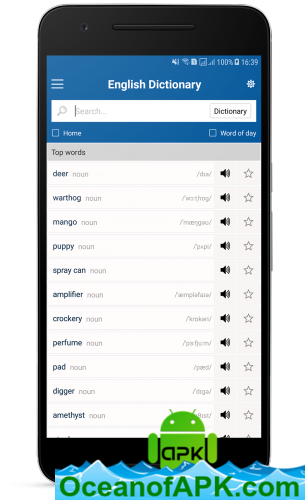 100% 16:39
English Dictionary
Search... Dictionary
Home Word of day
Top words
deer noun /dɪə/
warthog noun /ˈwɔːthɒg/
mango noun /ˈmæŋgəʊ/
puppy noun /ˈpʌpi/
spray can noun
amplifier noun /ˈæmplɪfaɪə/
crockery noun /ˈkrɒkəri/
perfume noun /ˈpɜːfjuːm/
pad noun /pæd/
digger noun /ˈdɪgə/
amethyst noun
APK
OceanofAPK.com